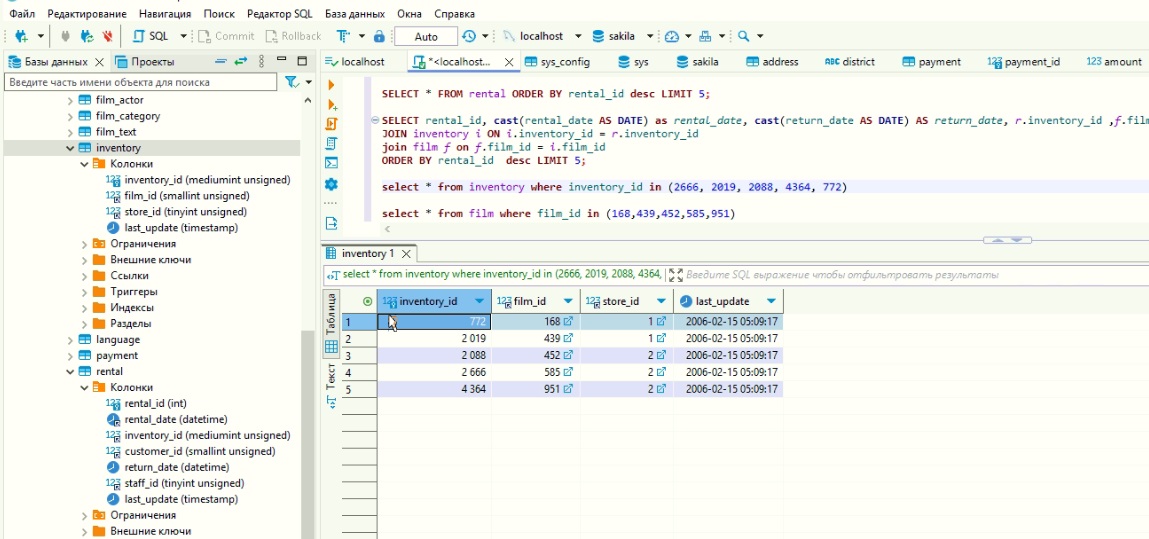 Файл Редактирование Навигация Поиск Редактор SQL База данных Окна Справка
SQL Commit Rollback Auto localhost sakila
Базы данных Проекты
Введите часть имени объекта для поиска
film_actor
film_category
film_text
inventory
Колонки
inventory_id (mediumint unsigned)
film_id (smallint unsigned)
store_id (tinyint unsigned)
last_update (timestamp)
Ограничения
Внешние ключи
Ссылки
Триггеры
Индексы
Разделы
language
payment
rental
Колонки
rental_id (int)
rental_date (datetime)
inventory_id (mediumint unsigned)
customer_id (smallint unsigned)
return_date (datetime)
staff_id (tinyint unsigned)
last_update (timestamp)
Ограничения
Внешние ключи
localhost *<localhost... sys_config sys sakila address ABC district payment 123 payment_id 123 amount
SELECT * FROM rental ORDER BY rental_id desc LIMIT 5;
SELECT rental_id, cast(rental_date AS DATE) as rental_date, cast(return_date AS DATE) AS return_date, r.inventory_id ,f.film
JOIN inventory i ON i.inventory_id = r.inventory_id
join film f on f.film_id = i.film_id
ORDER BY rental_id desc LIMIT 5;
select * from inventory where inventory_id in (2666, 2019, 2088, 4364, 772)
select * from film where film_id in (168,439,452,585,951)
inventory 1
select * from inventory where inventory_id in (2666, 2019, 2088, 4364, Введите SQL выражение чтобы отфильтровать результаты
Таблица
Текст
inventory_id 123 film_id 123 store_id last_update
1 772 168 1 2006-02-15 05:09:17
2 2 019 439 1 2006-02-15 05:09:17
3 2 088 452 2 2006-02-15 05:09:17
4 2 666 585 2 2006-02-15 05:09:17
5 4 364 951 2 2006-02-15 05:09:17